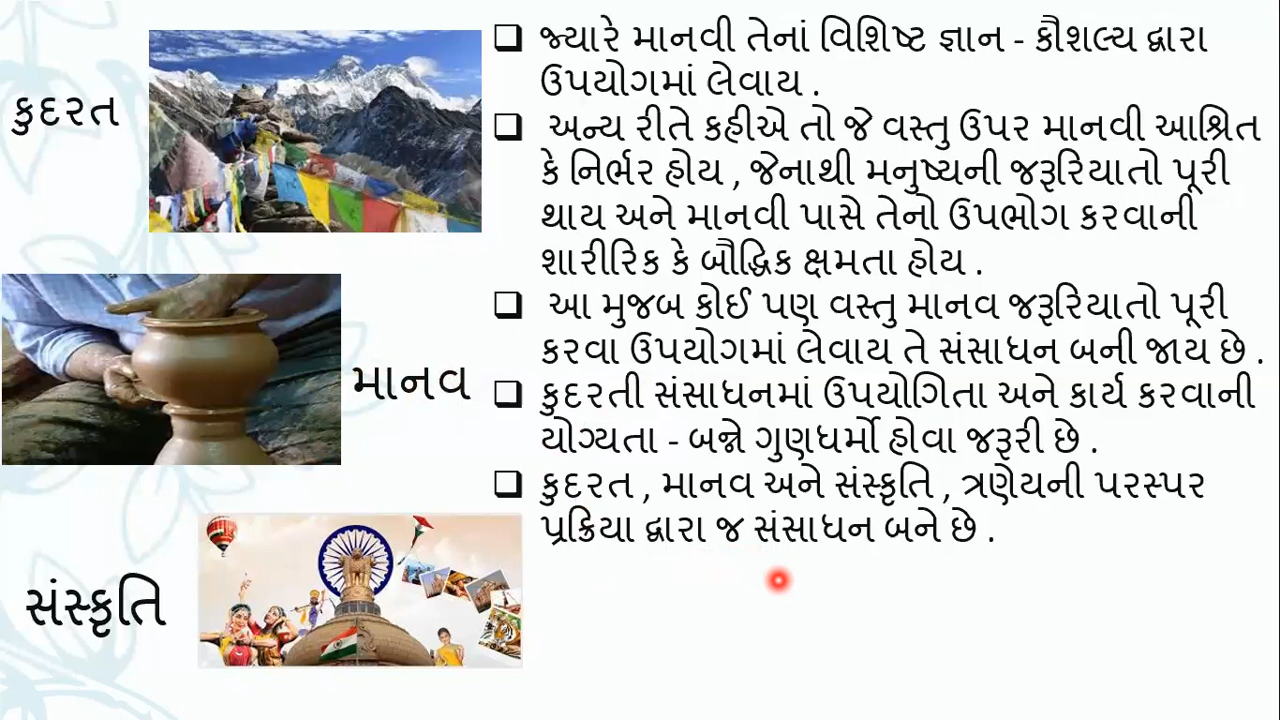 કુદરત
માનવ
સંસ્કૃતિ
❑ જ્યારે માનવી તેનાં વિશિષ્ટ જ્ઞાન - કૌશલ્ય દ્વારા
ઉપયોગમાં લેવાય .
❑ અન્ય રીતે કહીએ તો જે વસ્તુ ઉપર માનવી આશ્રિત
કે નિર્ભર હોય , જેનાથી મનુષ્યની જરૂરિયાતો પૂરી
થાય અને માનવી પાસે તેનો ઉપભોગ કરવાની
શારીરિક કે બૌદ્ધિક ક્ષમતા હોય .
❑ આ મુજબ કોઈ પણ વસ્તુ માનવ જરૂરિયાતો પૂરી
કરવા ઉપયોગમાં લેવાય તે સંસાધન બની જાય છે .
❑ કુદરતી સંસાધનમાં ઉપયોગિતા અને કાર્ય કરવાની
યોગ્યતા - બન્ને ગુણધર્મો હોવા જરૂરી છે .
❑ કુદરત , માનવ અને સંસ્કૃતિ , ત્રણેયની પરસ્પર
પ્રક્રિયા દ્વારા જ સંસાધન બને છે .